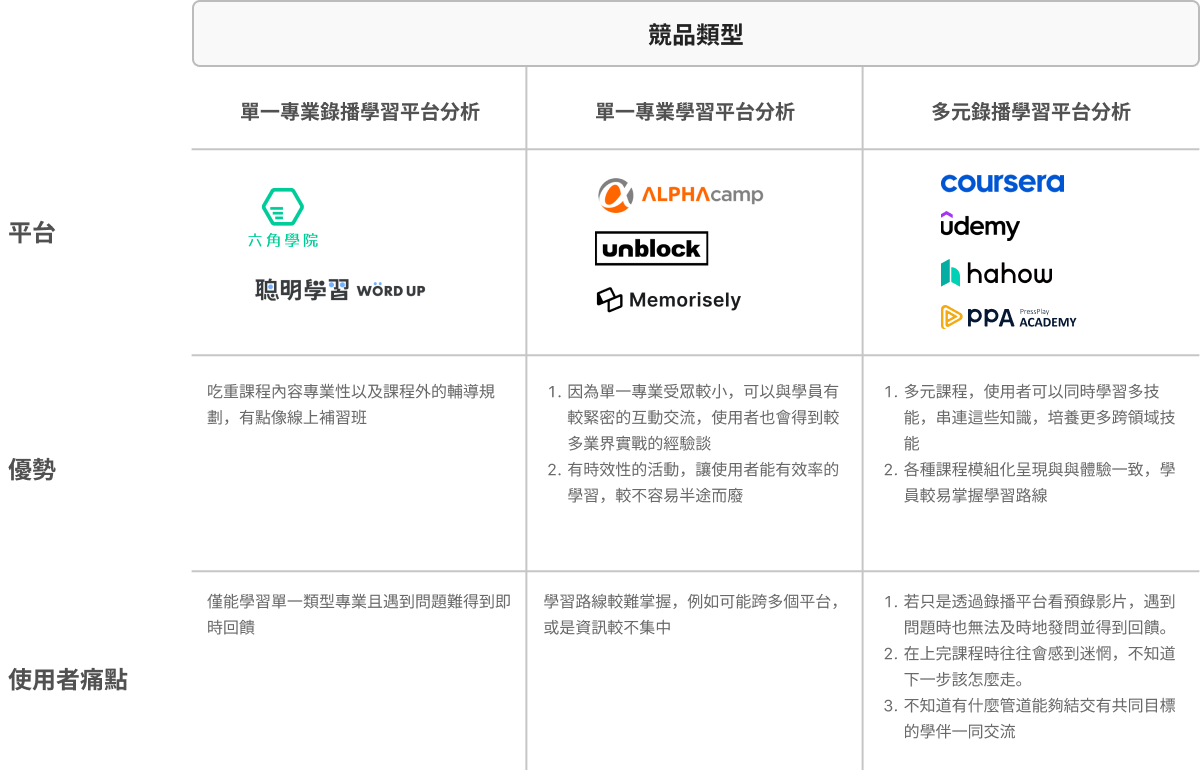 競品類型
單一專業錄播學習平台分析
單一專業學習平台分析
多元錄播學習平台分析
平台
六角學院
聰明學習 WORD UP
ALPHAcamp
unblock
Memorisely
coursera
udemy
hahow
PPA PressPlay ACADEMY
優勢
吃重課程內容專業性以及課程外的輔導規
劃，有點像線上補習班
1. 因為單一專業受眾較小，可以與學員有
較緊密的互動交流，使用者也會得到較
多業界實戰的經驗談
2. 有時效性的活動，讓使用者能有效率的
學習，較不容易半途而廢
1. 多元課程，使用者可以同時學習多技
能，串連這些知識，培養更多跨領域技
能
2. 各種課程模組化呈現與與體驗一致，學
員較易掌握學習路線
使用者痛點
僅能學習單一類型專業且遇到問題難得到即
時回饋
學習路線較難掌握，例如可能跨多個平台，
或是資訊較不集中
1. 若只是透過錄播平台看預錄影片，遇到
問題時也無法及時地發問並得到回饋。
2. 在上完課程時往往會感到迷惘，不知道
下一步該怎麼走。
3. 不知道有什麼管道能夠結交有共同目標
的學伴一同交流